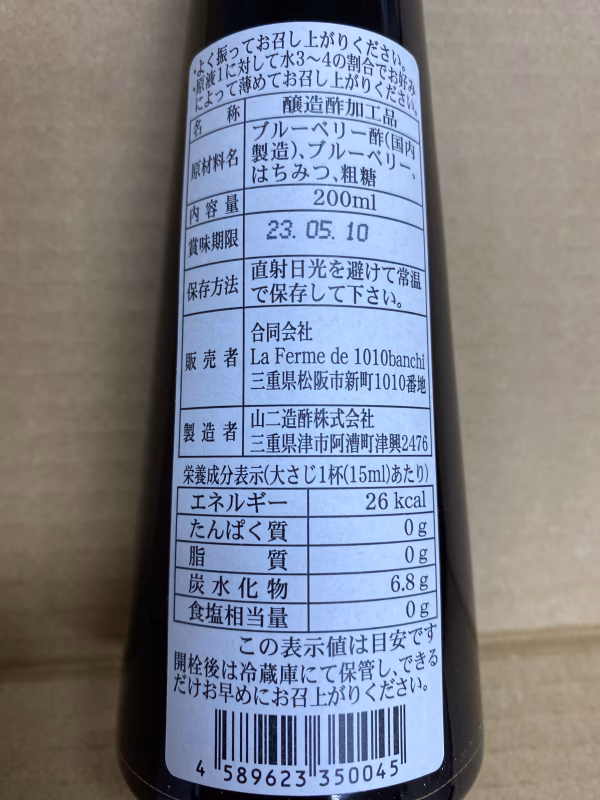 ・よく振ってお召し上がりください。
・原液1に対して水3～4の割合でお好み
によって薄めてお召し上がりください。
名称 醸造酢加工品
原材料名 ブルーベリー酢(国内
製造)、ブルーベリー、
はちみつ、粗糖
内容量 200ml
賞味期限 23.05.10
保存方法 直射日光を避けて常温
で保存して下さい。
販売者 合同会社
La Ferme de 1010banchi
三重県松阪市新町1010番地
製造者 山二造酢株式会社
三重県津市阿漕町津興2476
栄養成分表示(大さじ1杯(15ml)あたり)
エネルギー 26 kcal
たんぱく質 0 g
脂質 0 g
炭水化物 6.8 g
食塩相当量 0 g
この表示値は目安です
開栓後は冷蔵庫にて保管し、できる
だけお早めにお召上がりください。
4 589623 350045